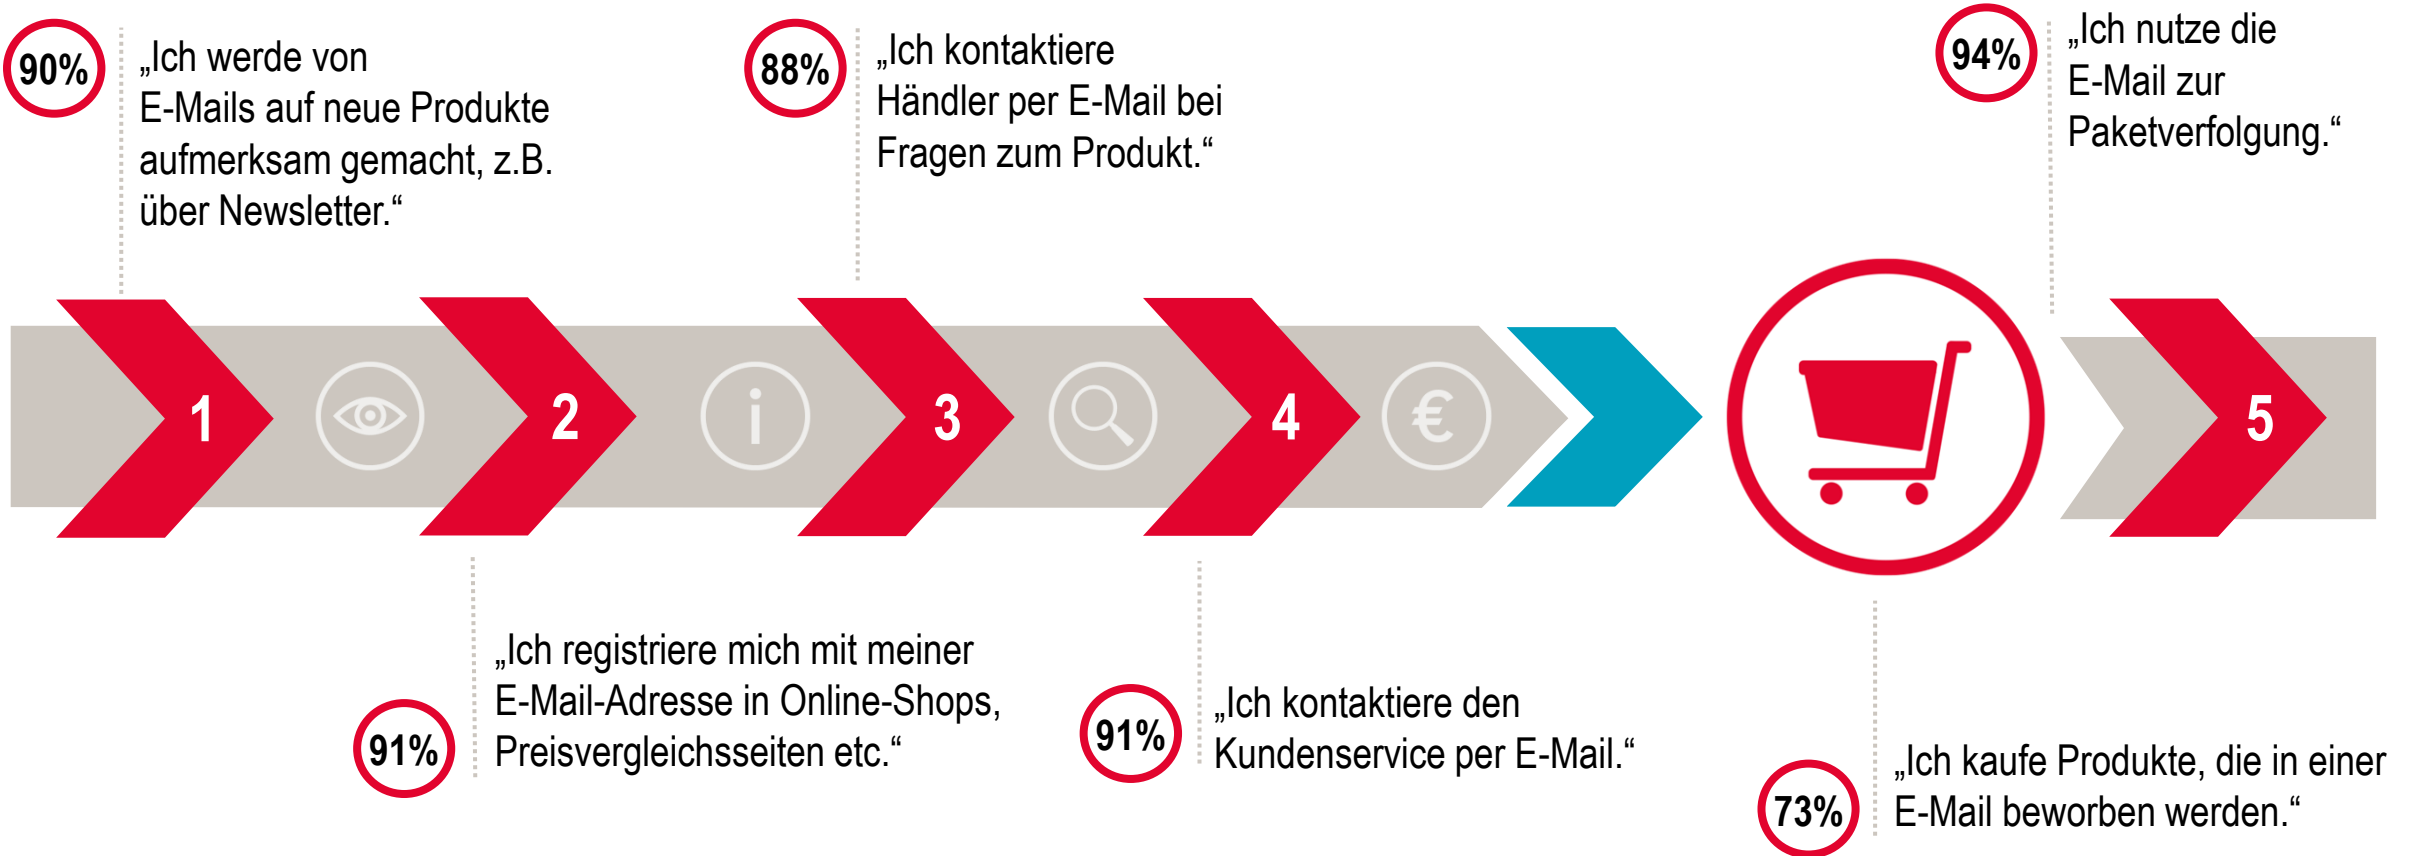 90%
„Ich werde von
E-Mails auf neue Produkte
aufmerksam gemacht, z.B.
über Newsletter.“
88%
„Ich kontaktiere
Händler per E-Mail bei
Fragen zum Produkt.“
94%
„Ich nutze die
E-Mail zur
Paketverfolgung.“
1
2
i
3
4
€
5
91%
„Ich registriere mich mit meiner
E-Mail-Adresse in Online-Shops,
Preisvergleichsseiten etc.“
91%
„Ich kontaktiere den
Kundenservice per E-Mail.“
73%
„Ich kaufe Produkte, die in einer
E-Mail beworben werden.“